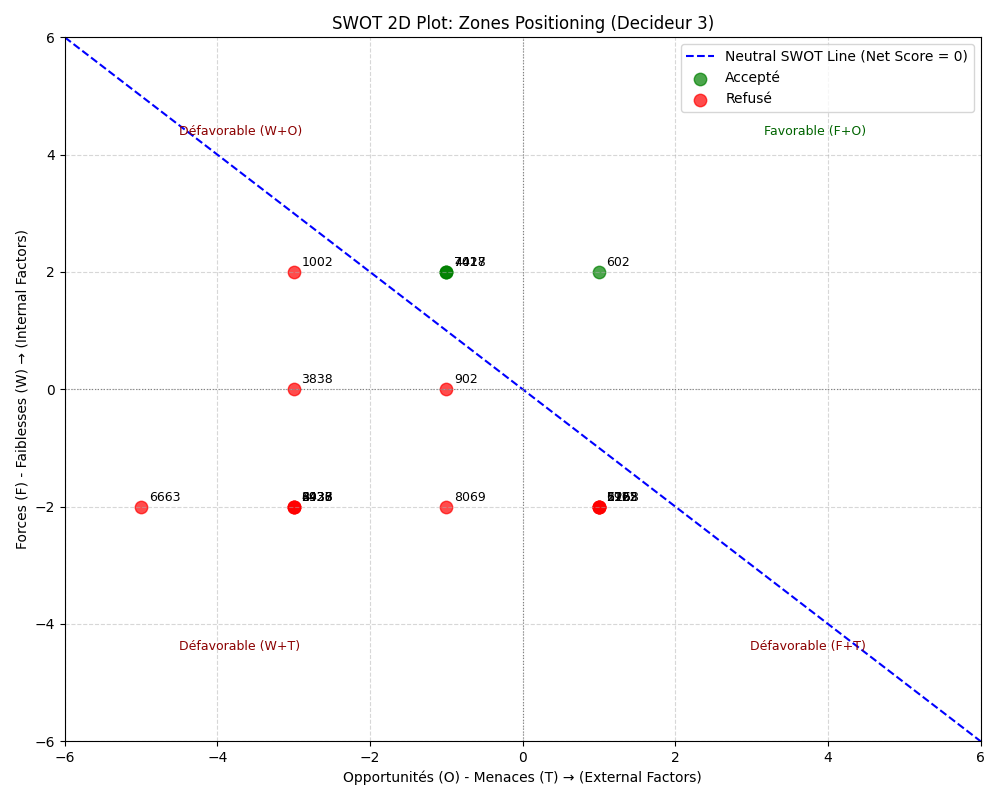 SWOT 2D Plot: Zones Positioning (Decideur 3)
Neutral SWOT Line (Net Score = 0)
Accepté
Refusé
Défavorable (W+O)
Favorable (F+O)
1002
602
3838
902
6663
8069
Défavorable (W+T)
Défavorable (F+T)
6
4
2
0
−2
−4
−6
−6
−4
−2
0
2
4
6
Forces (F) - Faiblesses (W) → (Internal Factors)
Opportunités (O) - Menaces (T) → (External Factors)